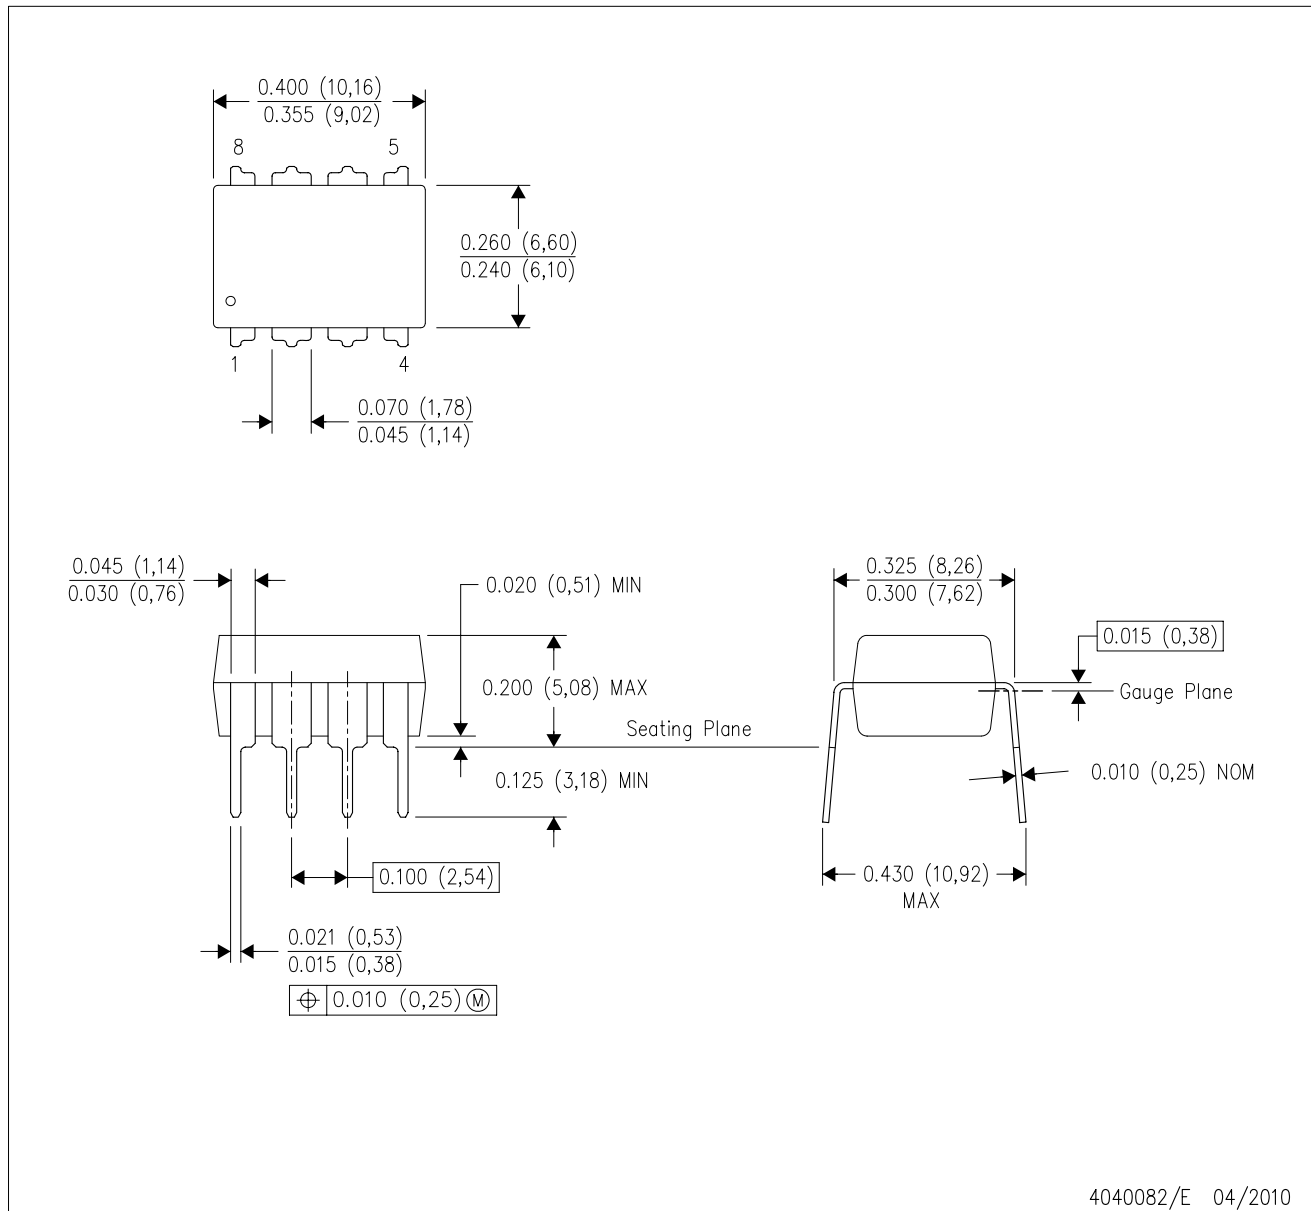 0.400 (10,16)
0.355 (9,02)
8
5
0.260 (6,60)
0.240 (6,10)
1
4
0.070 (1,78)
0.045 (1,14)
0.045 (1,14)
0.030 (0,76)
0.020 (0,51) MIN
0.325 (8,26)
0.300 (7,62)
0.015 (0,38)
0.200 (5,08) MAX
Gauge Plane
Seating Plane
0.125 (3,18) MIN
0.010 (0,25) NOM
0.100 (2,54)
0.430 (10,92)
MAX
0.021 (0,53)
0.015 (0,38)
⌖ 0.010 (0,25) Ⓜ
4040082/E 04/2010